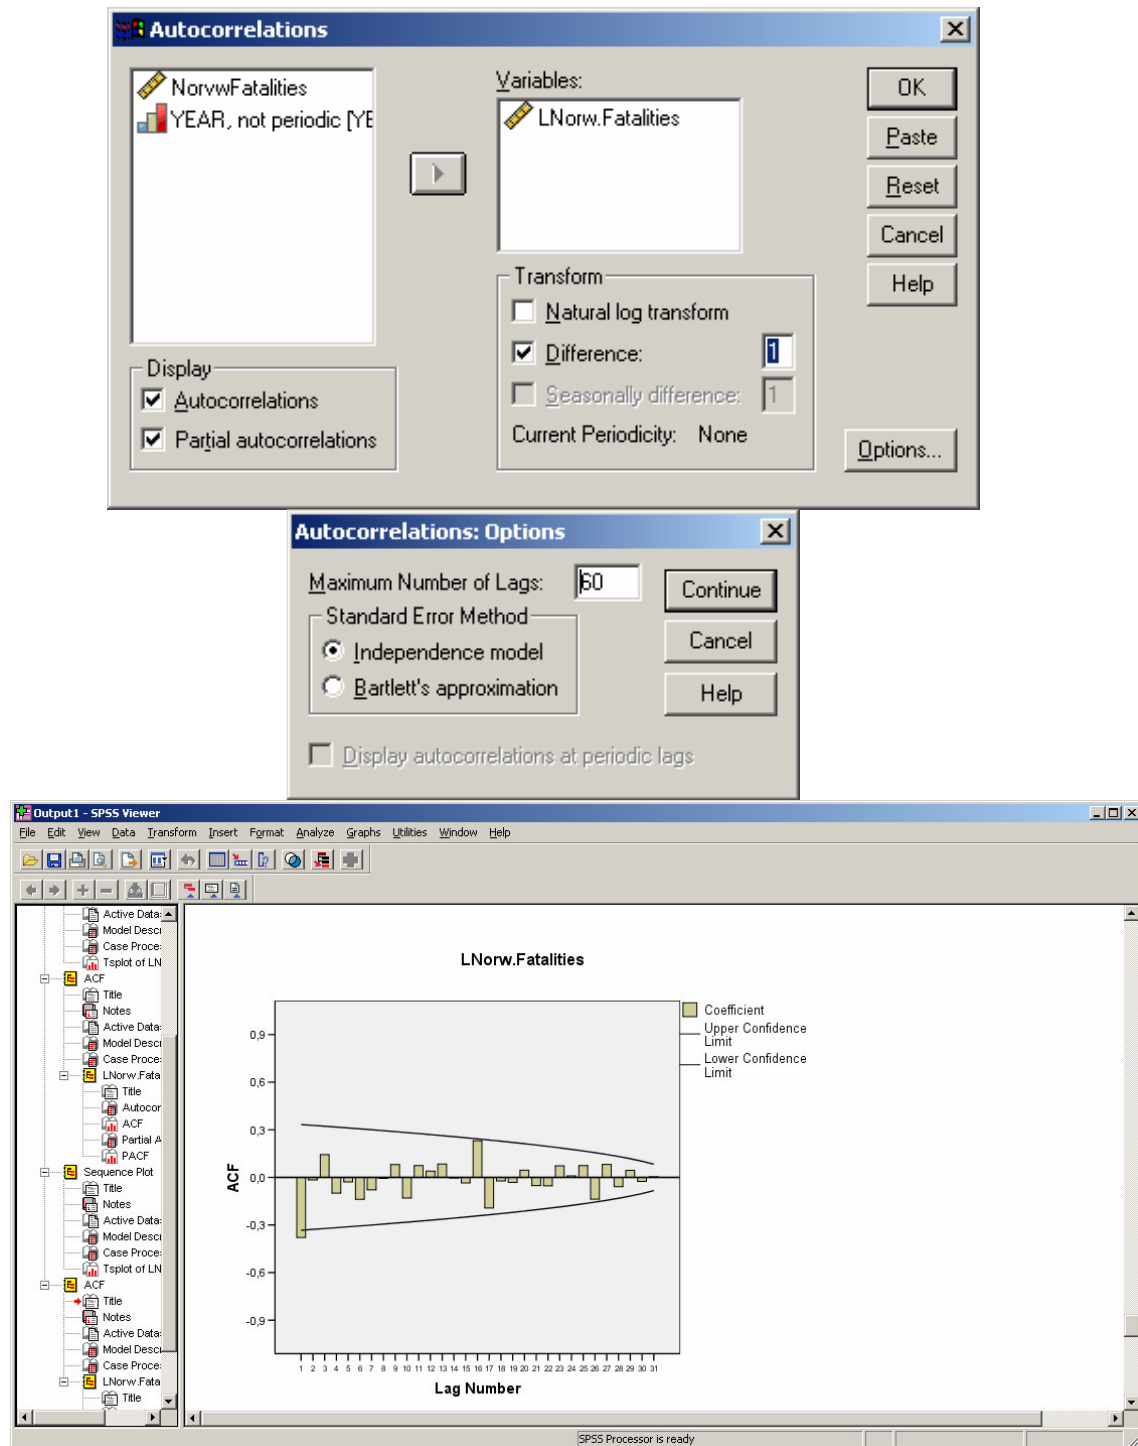 Autocorrelations
NorvwFatalities
YEAR, not periodic [YE
Variables:
LNorw.Fatalities
OK
Paste
Reset
Cancel
Help
Display
Autocorrelations
Partial autocorrelations
Transform
Natural log transform
Difference: 1
Seasonally difference: 1
Current Periodicity: None
Options...
Autocorrelations: Options
Maximum Number of Lags: 60
Standard Error Method
Independence model
Bartlett's approximation
Continue
Cancel
Help
Display autocorrelations at periodic lags
Output1 - SPSS Viewer
File Edit View Data Transform Insert Format Analyze Graphs Utilities Window Help
Active Data
Model Descr
Case Proce
Tsplot of LN
ACF
Title
Notes
Active Data
Model Descr
Case Proce
LNorw.Fata
Title
Autocor
ACF
Partial A
PACF
Sequence Plot
Title
Notes
Active Data
Model Descr
Case Proce
Tsplot of LN
ACF
Title
Notes
Active Data
Model Descr
Case Proce
LNorw.Fata
Title
LNorw.Fatalities
ACF
0,9
0,6
0,3
0,0
-0,3
-0,6
-0,9
1 2 3 4 5 6 7 8 9 10 11 12 13 14 15 16 17 18 19 20 21 22 23 24 25 26 27 28 29 30 31
Lag Number
Coefficient
Upper Confidence
Limit
Lower Confidence
Limit
SPSS Processor is ready